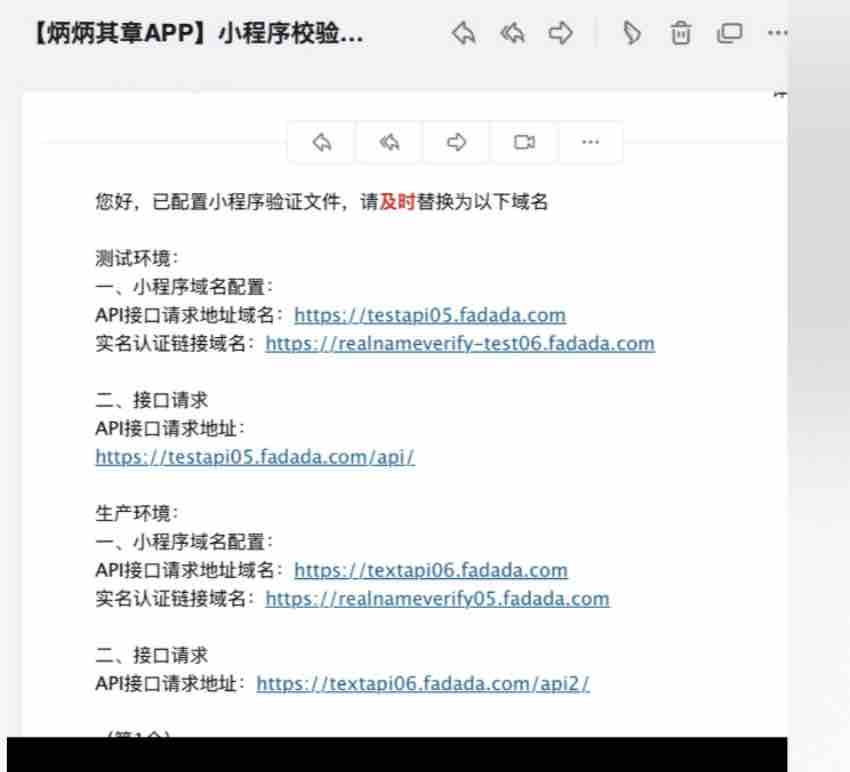 【炳炳其章APP】小程序校验...
您好，已配置小程序验证文件，请及时替换为以下域名
测试环境：
一、小程序域名配置：
API接口请求地址域名：https://testapi05.fadada.com
实名认证链接域名：https://realnameverify-test06.fadada.com
二、接口请求
API接口请求地址：
https://testapi05.fadada.com/api/
生产环境：
一、小程序域名配置：
API接口请求地址域名：https://textapi06.fadada.com
实名认证链接域名：https://realnameverify05.fadada.com
二、接口请求
API接口请求地址：https://textapi06.fadada.com/api2/